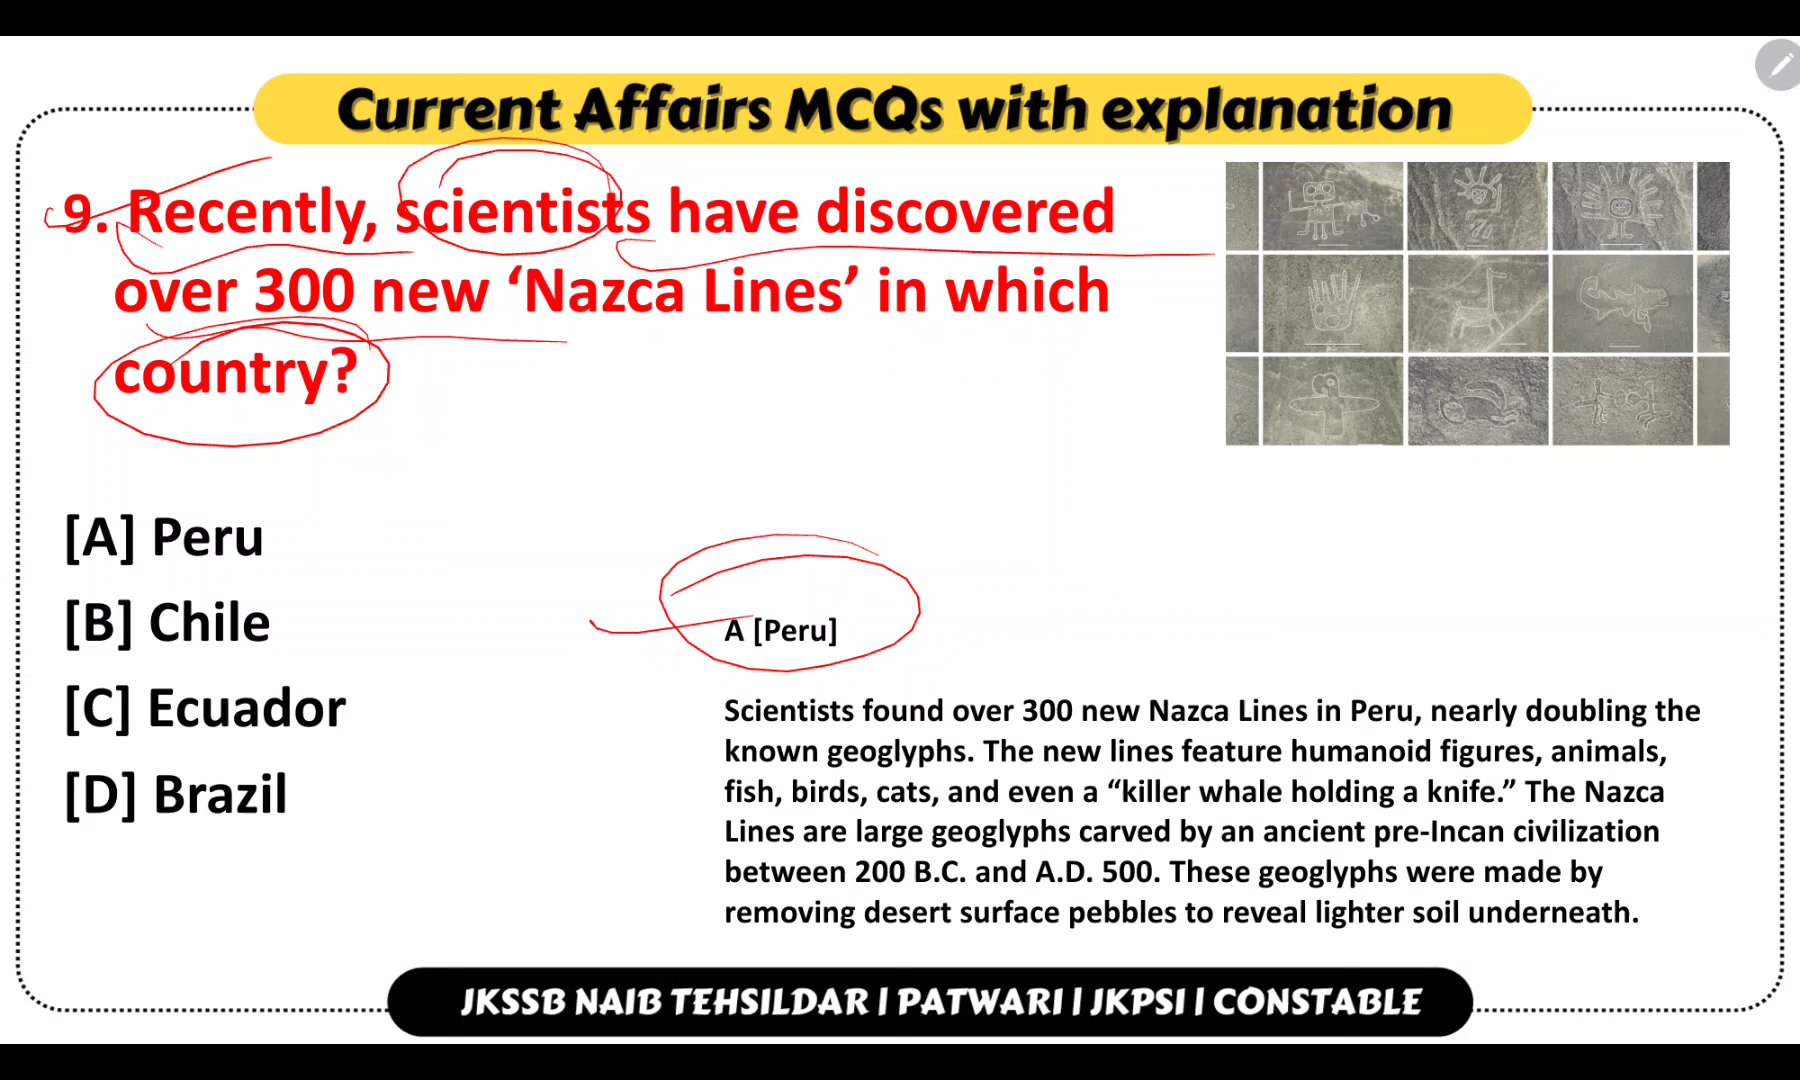 Current Affairs MCQs with explanation
9. Recently, scientists have discovered
over 300 new ‘Nazca Lines’ in which
country?
[A] Peru
[B] Chile
[C] Ecuador
[D] Brazil
A [Peru]
Scientists found over 300 new Nazca Lines in Peru, nearly doubling the
known geoglyphs. The new lines feature humanoid figures, animals,
fish, birds, cats, and even a “killer whale holding a knife.” The Nazca
Lines are large geoglyphs carved by an ancient pre-Incan civilization
between 200 B.C. and A.D. 500. These geoglyphs were made by
removing desert surface pebbles to reveal lighter soil underneath.
JKSSB NAIB TEHSILDAR | PATWARI | JKPSI | CONSTABLE